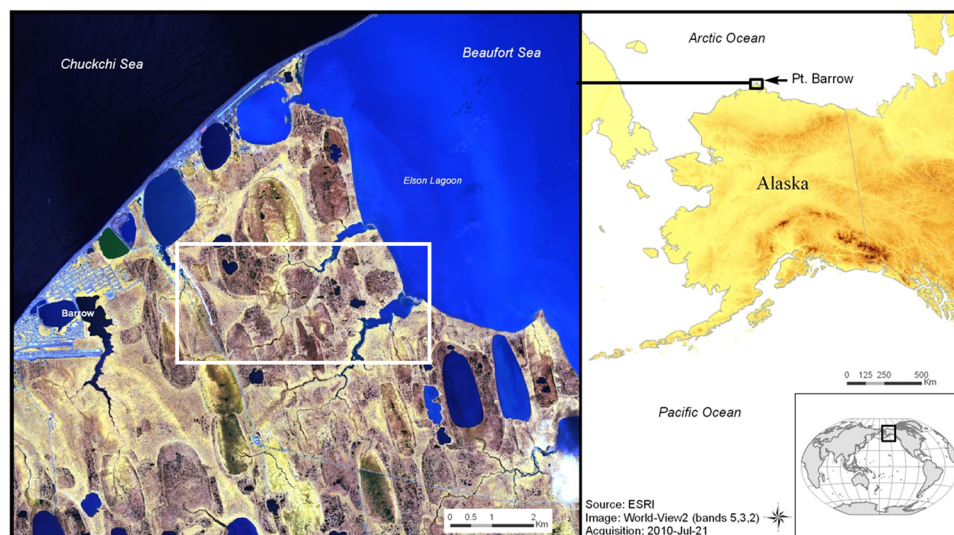 Chuckchi Sea
Beaufort Sea
Elson Lagoon
Barrow
0 0.5 1 2
Km
Arctic Ocean
Pt. Barrow
Alaska
0 125 250 500
Km
Pacific Ocean
Source: ESRI
Image: World-View2 (bands 5,3,2)
Acquisition: 2010-Jul-21